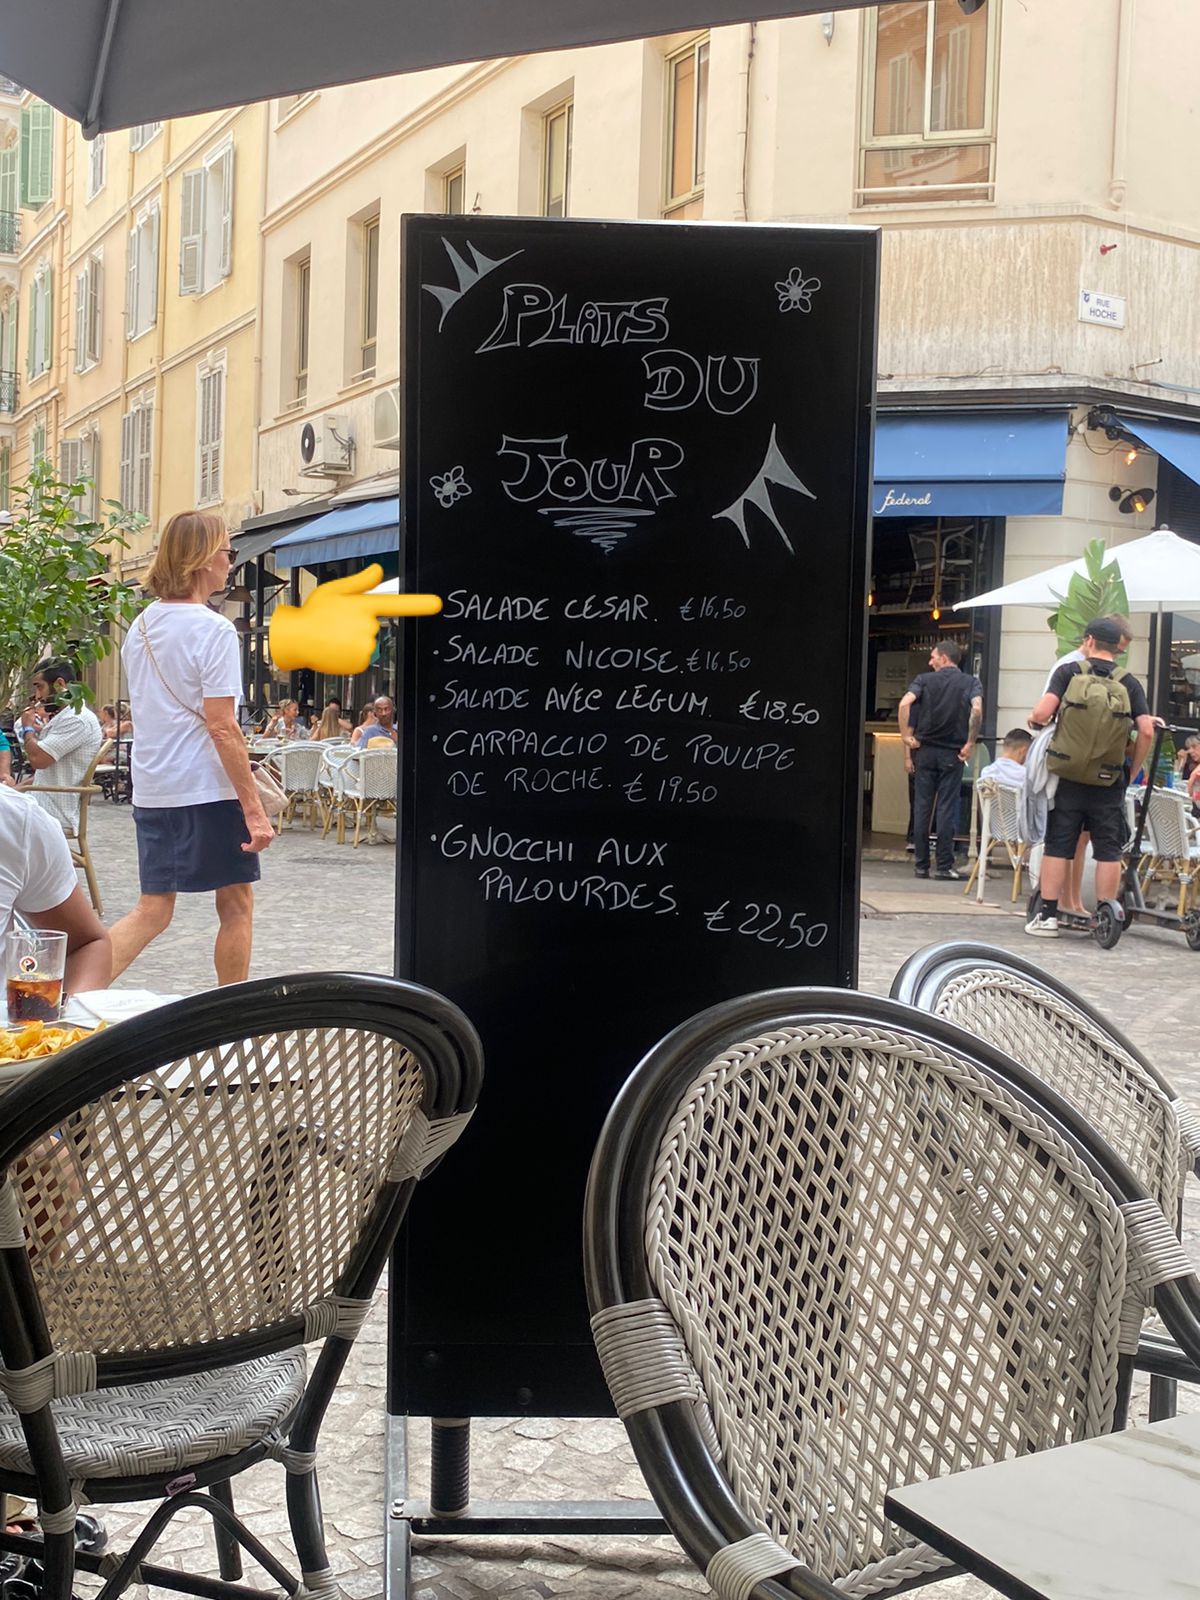 PLATS
DU
JOUR
SALADE CESAR. €16,50
·SALADE NICOISE. €16,50
·SALADE AVEC LEGUM. €18,50
·CARPACCIO DE POULPE
DE ROCHE. €19,50
·GNOCCHI AUX
PALOURDES. €22,50
RUE
HOCHE
federal